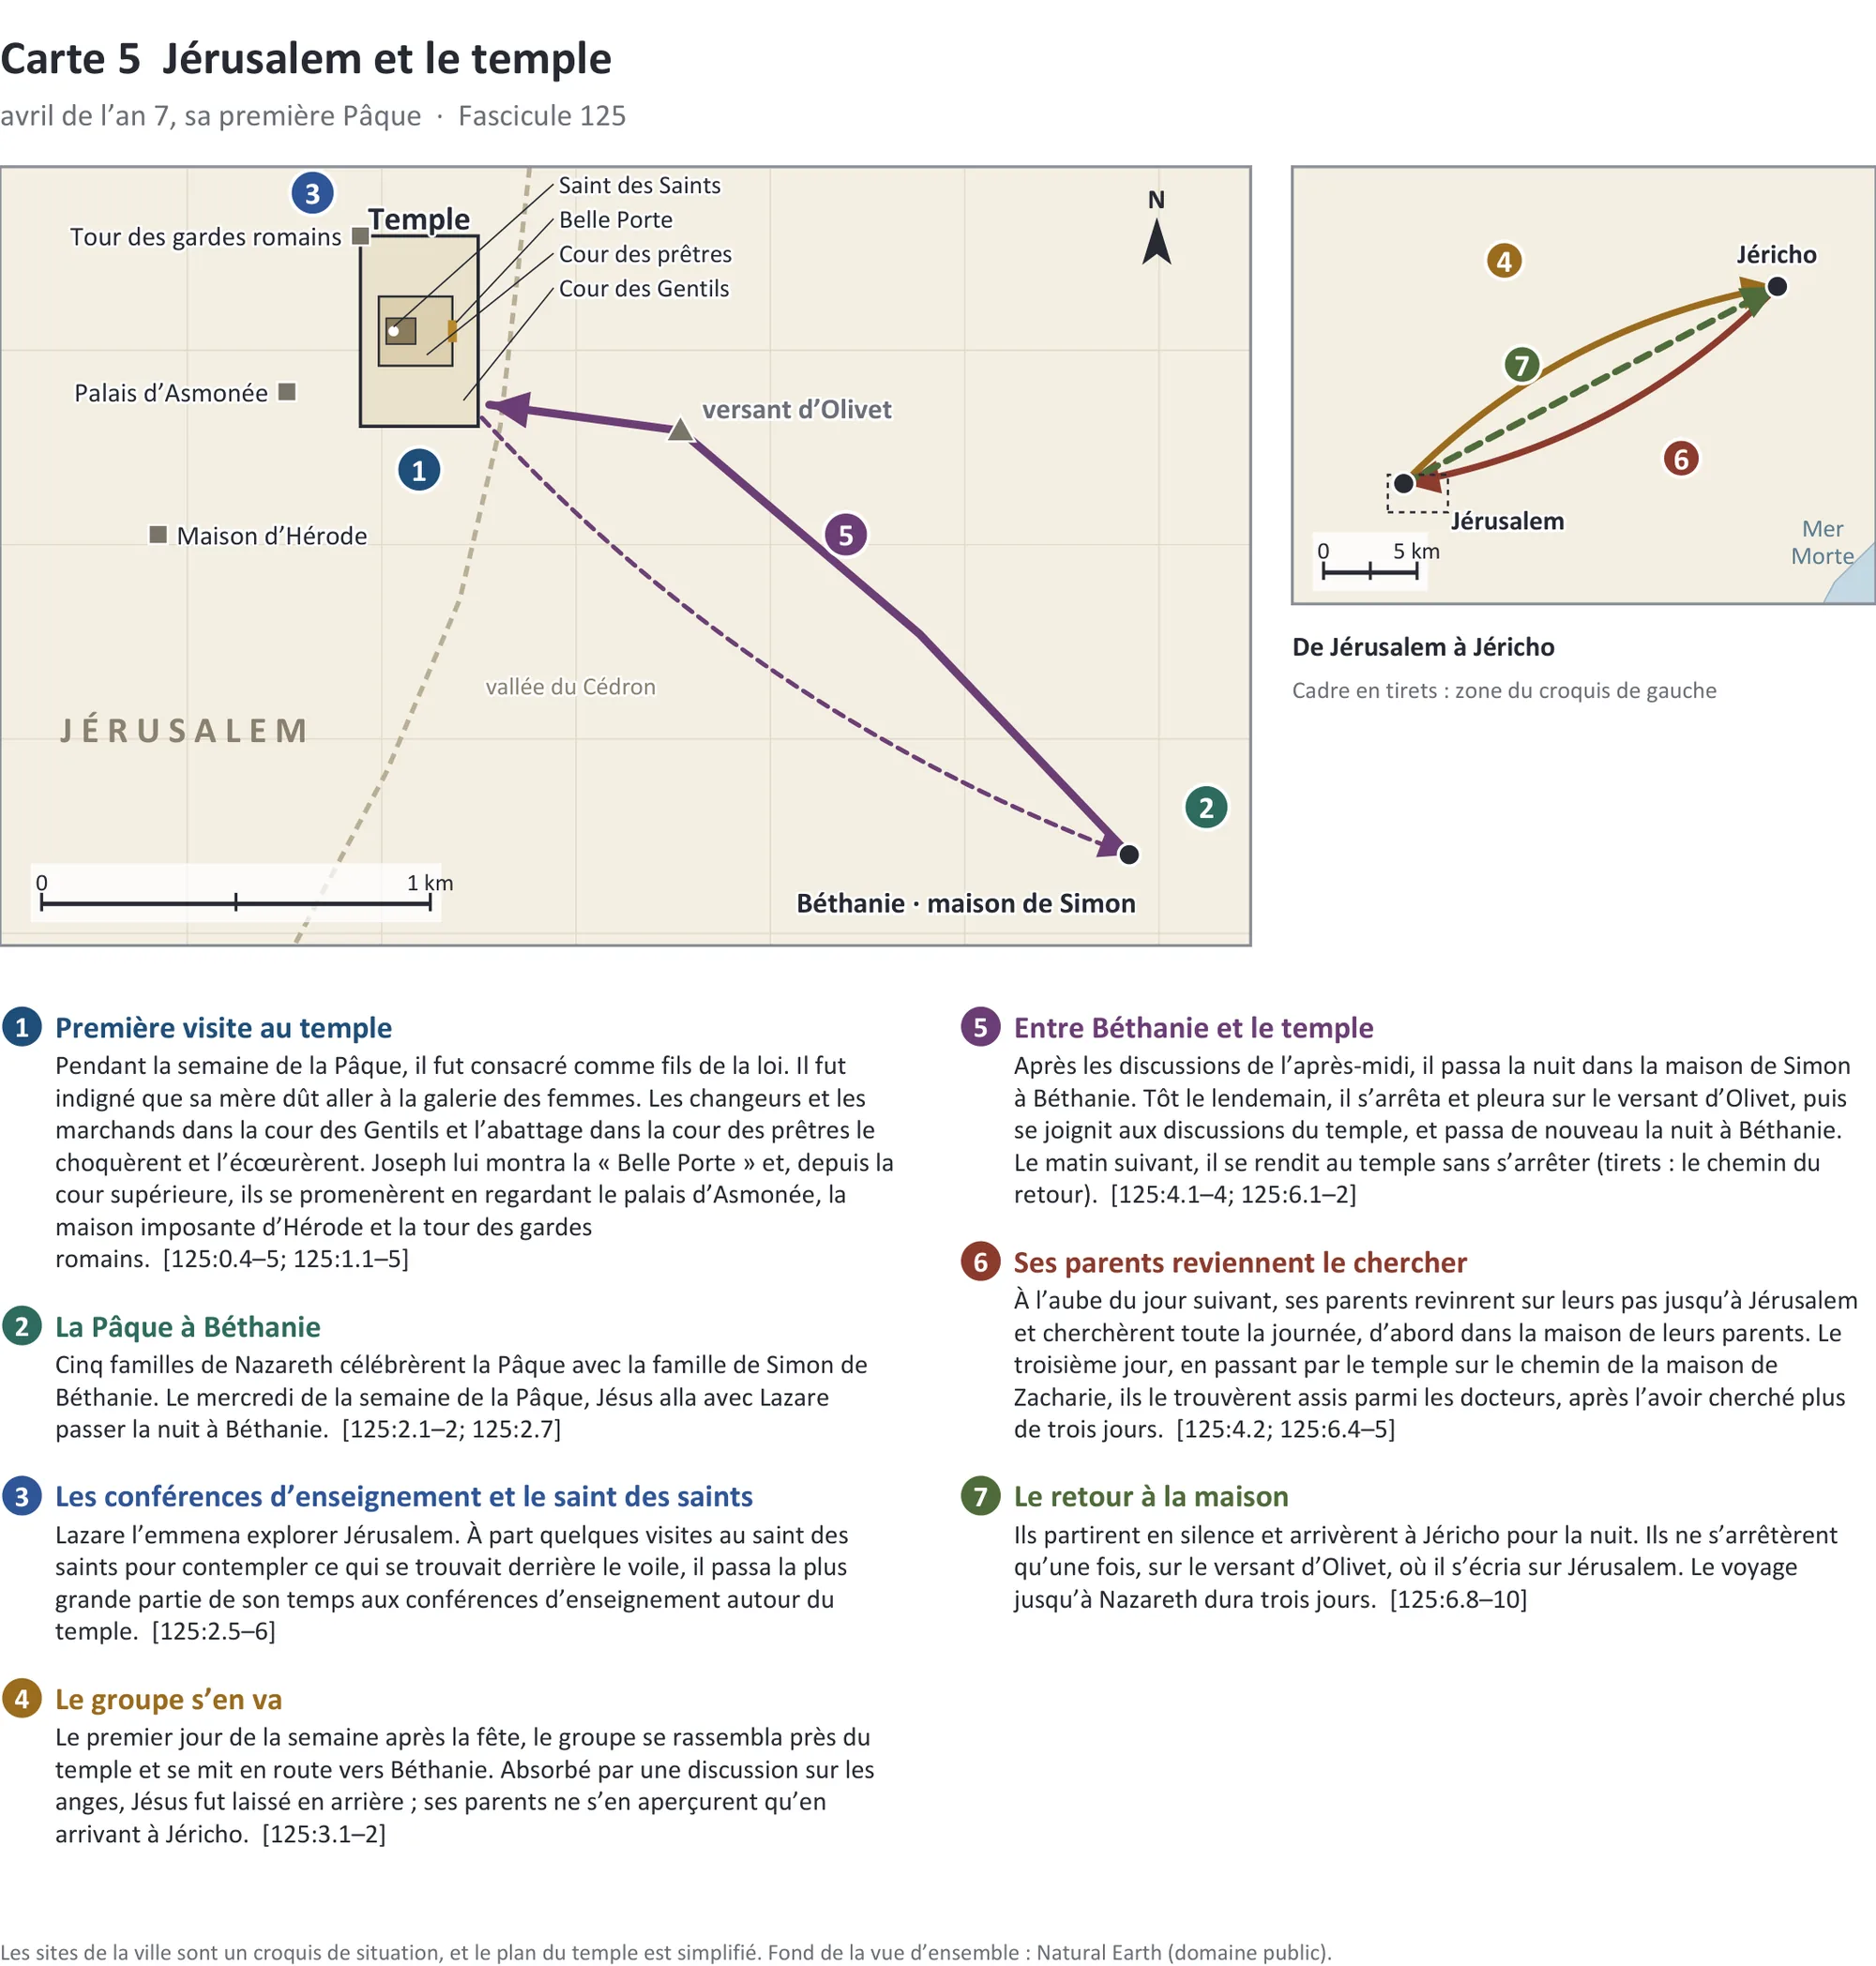 Carte 5  Jérusalem et le temple
avril de l’an 7, sa première Pâque  ·  Fascicule 125
3
Saint des Saints
Belle Porte
Cour des prêtres
Cour des Gentils
Temple
Tour des gardes romains
N
Palais d’Asmonée
versant d’Olivet
1
5
Maison d’Hérode
vallée du Cédron
JÉRUSALEM
2
0
1 km
Béthanie · maison de Simon
4
Jéricho
7
6
Jérusalem
0
5 km
Mer
Morte
De Jérusalem à Jéricho
Cadre en tirets : zone du croquis de gauche
1 Première visite au temple
Pendant la semaine de la Pâque, il fut consacré comme fils de la loi. Il fut
indigné que sa mère dût aller à la galerie des femmes. Les changeurs et les
marchands dans la cour des Gentils et l’abattage dans la cour des prêtres le
choquèrent et l’écœurèrent. Joseph lui montra la « Belle Porte » et, depuis la
cour supérieure, ils se promenèrent en regardant le palais d’Asmonée, la
maison imposante d’Hérode et la tour des gardes
romains.  [125:0.4–5; 125:1.1–5]
2 La Pâque à Béthanie
Cinq familles de Nazareth célébrèrent la Pâque avec la famille de Simon de
Béthanie. Le mercredi de la semaine de la Pâque, Jésus alla avec Lazare
passer la nuit à Béthanie.  [125:2.1–2; 125:2.7]
3 Les conférences d’enseignement et le saint des saints
Lazare l’emmena explorer Jérusalem. À part quelques visites au saint des
saints pour contempler ce qui se trouvait derrière le voile, il passa la plus
grande partie de son temps aux conférences d’enseignement autour du
temple.  [125:2.5–6]
4 Le groupe s’en va
Le premier jour de la semaine après la fête, le groupe se rassembla près du
temple et se mit en route vers Béthanie. Absorbé par une discussion sur les
anges, Jésus fut laissé en arrière ; ses parents ne s’en aperçurent qu’en
arrivant à Jéricho.  [125:3.1–2]
5 Entre Béthanie et le temple
Après les discussions de l’après-midi, il passa la nuit dans la maison de Simon
à Béthanie. Tôt le lendemain, il s’arrêta et pleura sur le versant d’Olivet, puis
se joignit aux discussions du temple, et passa de nouveau la nuit à Béthanie.
Le matin suivant, il se rendit au temple sans s’arrêter (tirets : le chemin du
retour).  [125:4.1–4; 125:6.1–2]
6 Ses parents reviennent le chercher
À l’aube du jour suivant, ses parents revinrent sur leurs pas jusqu’à Jérusalem
et cherchèrent toute la journée, d’abord dans la maison de leurs parents. Le
troisième jour, en passant par le temple sur le chemin de la maison de
Zacharie, ils le trouvèrent assis parmi les docteurs, après l’avoir cherché plus
de trois jours.  [125:4.2; 125:6.4–5]
7 Le retour à la maison
Ils partirent en silence et arrivèrent à Jéricho pour la nuit. Ils ne s’arrêtèrent
qu’une fois, sur le versant d’Olivet, où il s’écria sur Jérusalem. Le voyage
jusqu’à Nazareth dura trois jours.  [125:6.8–10]
Les sites de la ville sont un croquis de situation, et le plan du temple est simplifié. Fond de la vue d’ensemble : Natural Earth (domaine public).